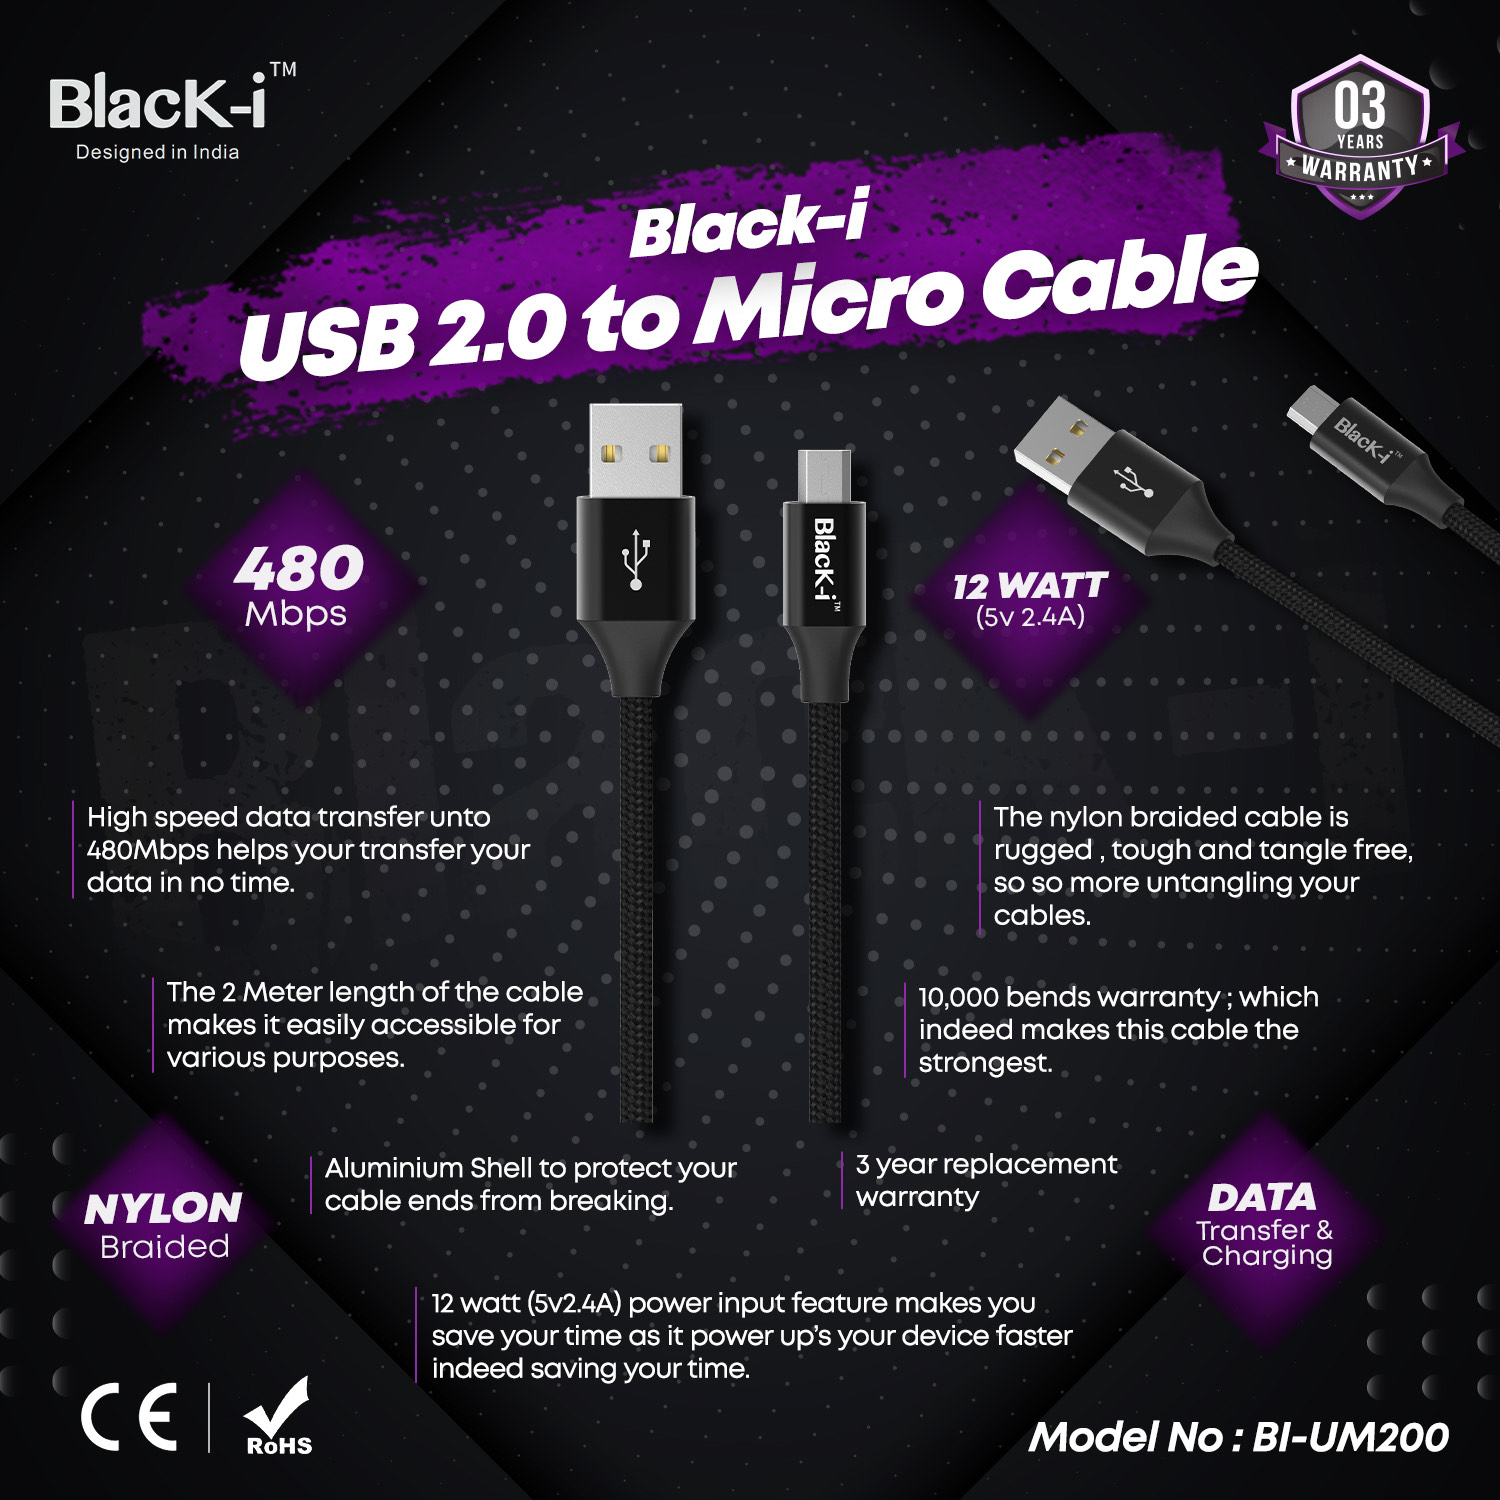 BlacK-i™
Designed in India
03
YEARS
WARRANTY
Black-i
USB 2.0 to Micro Cable
BlacK-i™
BlacK-i™
480
Mbps
12 WATT
(5v 2.4A)
High speed data transfer unto
480Mbps helps your transfer your
data in no time.
The nylon braided cable is
rugged , tough and tangle free,
so so more untangling your
cables.
The 2 Meter length of the cable
makes it easily accessible for
various purposes.
10,000 bends warranty ; which
indeed makes this cable the
strongest.
NYLON
Braided
Aluminium Shell to protect your
cable ends from breaking.
3 year replacement
warranty
DATA
Transfer &
Charging
12 watt (5v2.4A) power input feature makes you
save your time as it power up's your device faster
indeed saving your time.
CE
RoHS
Model No : BI-UM200
Black-i